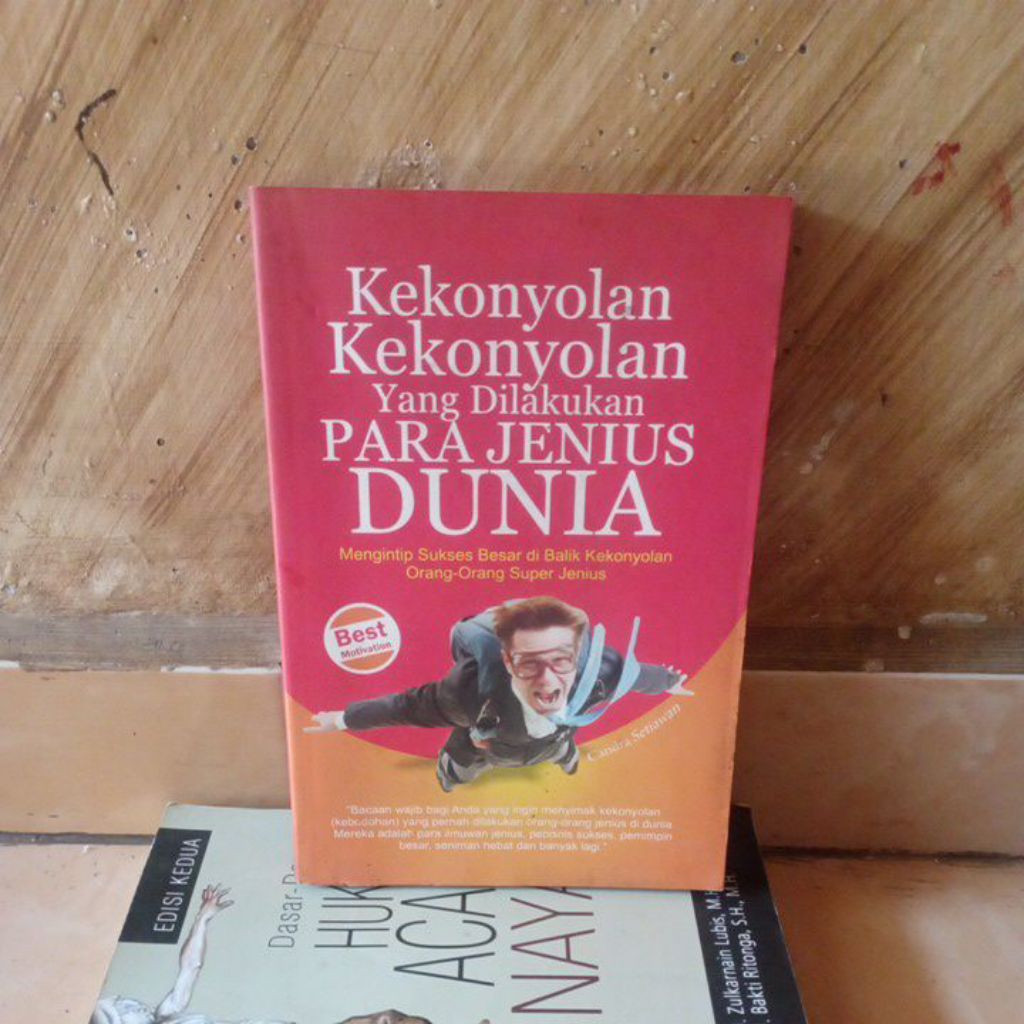 Kekonyolan
Kekonyolan
Yang Dilakukan
PARA JENIUS
DUNIA
Mengintip Sukses Besar di Balik Kekonyolan
Orang-Orang Super Jenius
Best
Motivation
Candra Setiawan
"Bacaan wajib bagi Anda yang ingin menyimak kekonyolan
(kebodohan) yang pernah dilakukan orang-orang jenius di dunia
Mereka adalah para ilmuwan jenius, pebisnis sukses, pemimpin
besar, seniman hebat dan banyak lagi."
EDISI KEDUA
Dasar-D
HUK
ACA
NAYA
. Zulkarnain Lubis, M.H
. Bakti Ritonga, S.H., M.H.